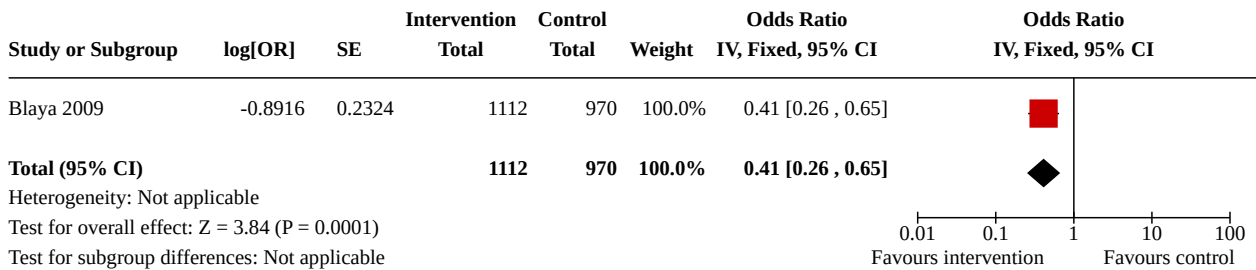 Intervention Control Odds Ratio Odds Ratio
Study or Subgroup log[OR] SE Total Total Weight IV, Fixed, 95% CI IV, Fixed, 95% CI
Blaya 2009 -0.8916 0.2324 1112 970 100.0% 0.41 [0.26 , 0.65]
Total (95% CI) 1112 970 100.0% 0.41 [0.26 , 0.65]
Heterogeneity: Not applicable
Test for overall effect: Z = 3.84 (P = 0.0001)
0.01 0.1 1 10 100
Test for subgroup differences: Not applicable Favours intervention Favours control